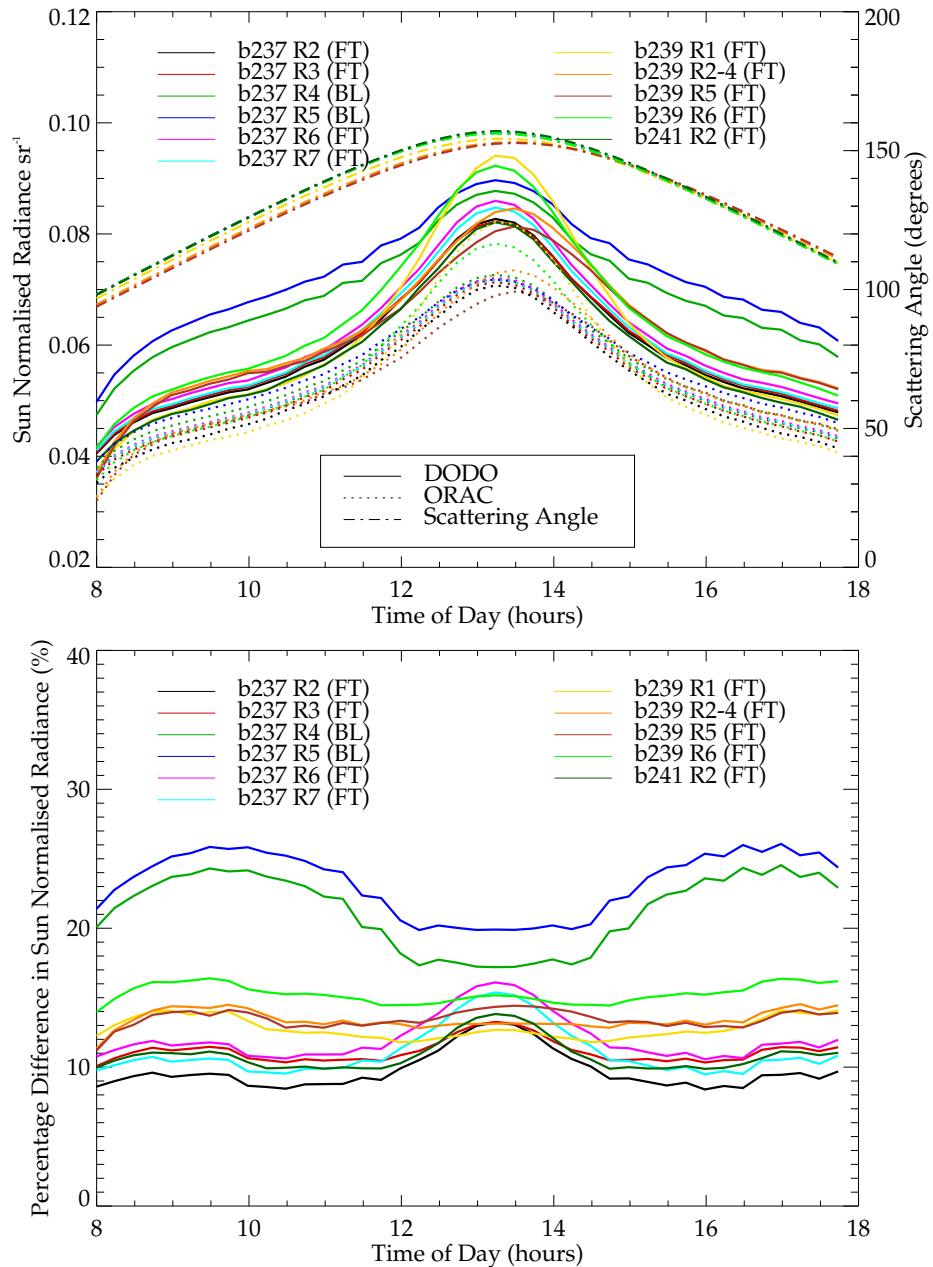 0.12
0.10
0.08
0.06
0.04
0.02
Sun Normalised Radiance sr⁻¹
200
150
100
50
0
Scattering Angle (degrees)
b237 R2 (FT)
b237 R3 (FT)
b237 R4 (BL)
b237 R5 (BL)
b237 R6 (FT)
b237 R7 (FT)
b239 R1 (FT)
b239 R2-4 (FT)
b239 R5 (FT)
b239 R6 (FT)
b241 R2 (FT)
DODO
ORAC
Scattering Angle
8 10 12 14 16 18
Time of Day (hours)
40
30
20
10
0
Percentage Difference in Sun Normalised Radiance (%)
b237 R2 (FT)
b237 R3 (FT)
b237 R4 (BL)
b237 R5 (BL)
b237 R6 (FT)
b237 R7 (FT)
b239 R1 (FT)
b239 R2-4 (FT)
b239 R5 (FT)
b239 R6 (FT)
b241 R2 (FT)
8 10 12 14 16 18
Time of Day (hours)